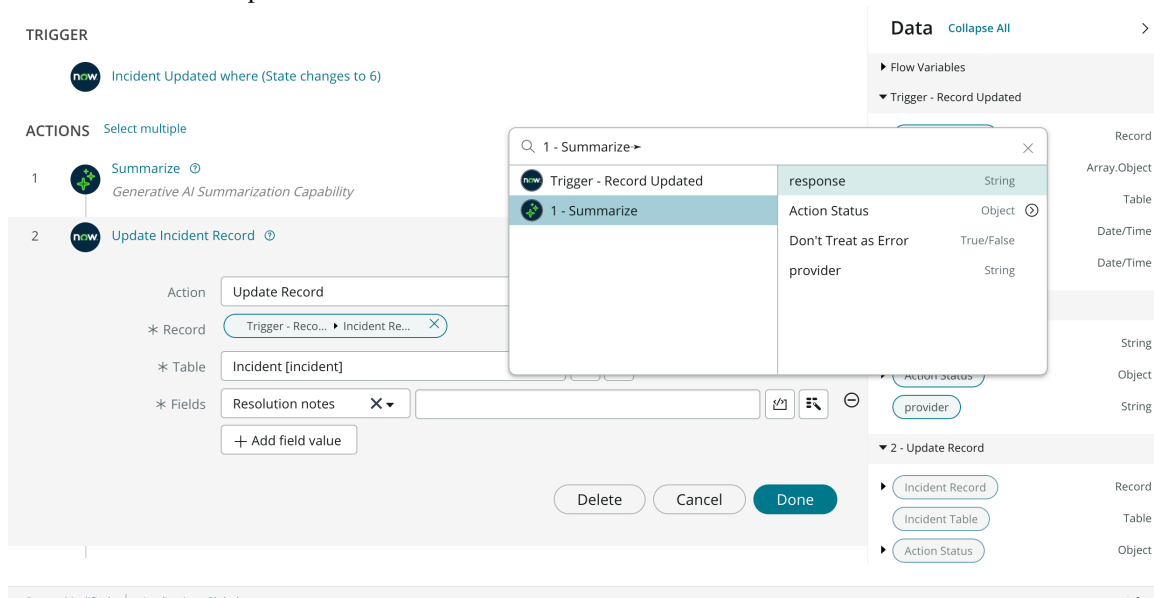 TRIGGER
now
Incident Updated where (State changes to 6)
ACTIONS Select multiple
1
Summarize
Generative AI Summarization Capability
2
now
Update Incident Record
Action Update Record
* Record Trigger - Reco... Incident Re...
* Table Incident [incident]
* Fields Resolution notes
+ Add field value
Delete Cancel Done
1 - Summarize
now Trigger - Record Updated
1 - Summarize
response String
Action Status Object
Don't Treat as Error True/False
provider String
Data Collapse All
Flow Variables
Trigger - Record Updated
Record
Array.Object
Table
Date/Time
Date/Time
String
Action Status Object
provider String
2 - Update Record
Incident Record Record
Incident Table Table
Action Status Object